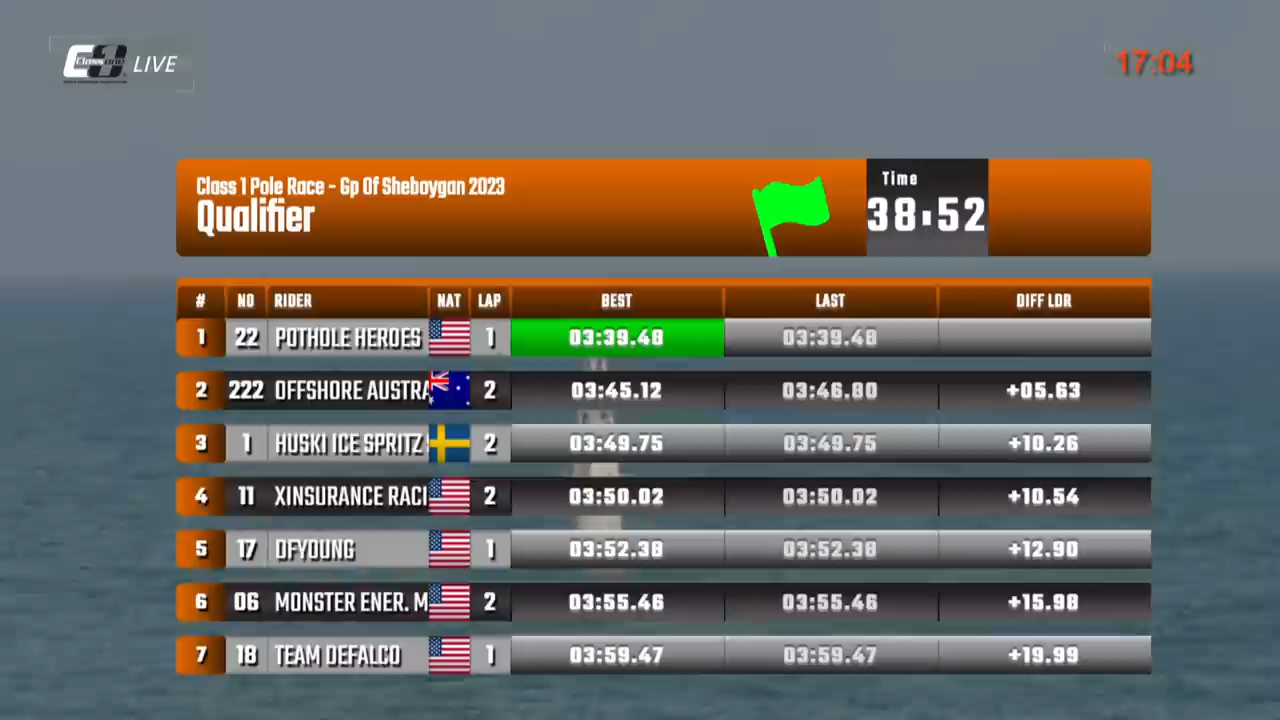 Class one LIVE
17:04
Class 1 Pole Race - Gp Of Sheboygan 2023
Qualifier
Time
38:52
# NO RIDER NAT LAP BEST LAST DIFF LDR
1 22 POTHOLE HEROES 1 03:39.48 03:39.48
2 222 OFFSHORE AUSTRA 2 03:45.12 03:46.80 +05.63
3 1 HUSKI ICE SPRITZ 2 03:49.75 03:49.75 +10.26
4 11 XINSURANCE RACI 2 03:50.02 03:50.02 +10.54
5 17 DFYOUNG 1 03:52.38 03:52.38 +12.90
6 06 MONSTER ENER. M 2 03:55.46 03:55.46 +15.98
7 18 TEAM DEFALCO 1 03:59.47 03:59.47 +19.99